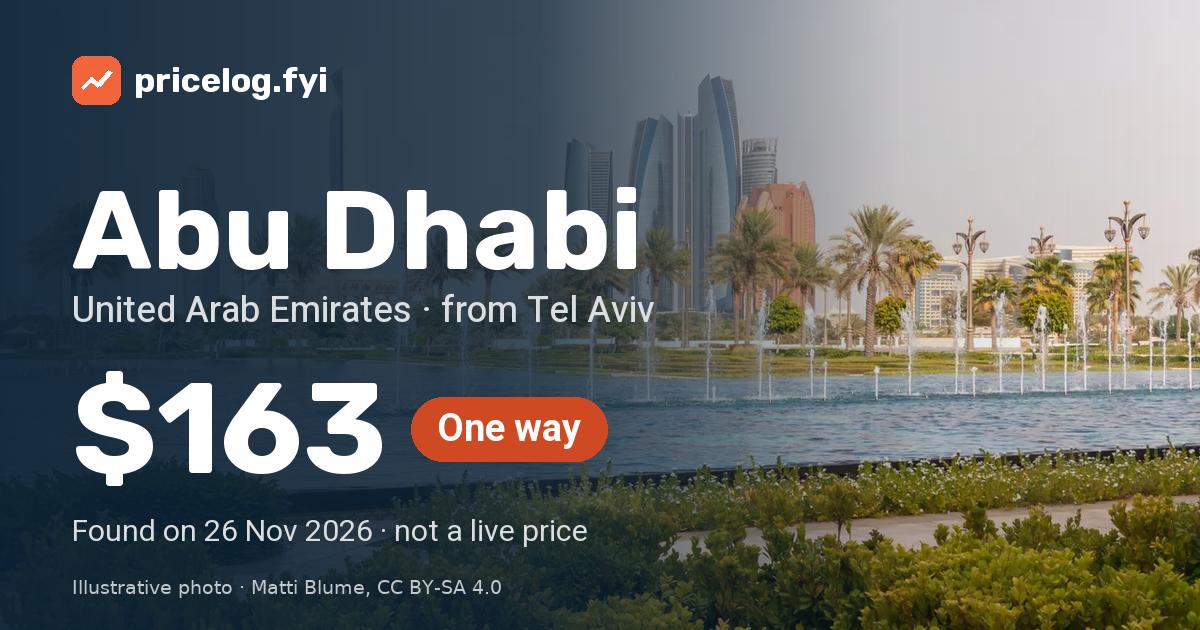 pricelog.fyi
Abu Dhabi
United Arab Emirates · from Tel Aviv
$163
One way
Found on 26 Nov 2026 · not a live price
Illustrative photo · Matti Blume, CC BY-SA 4.0